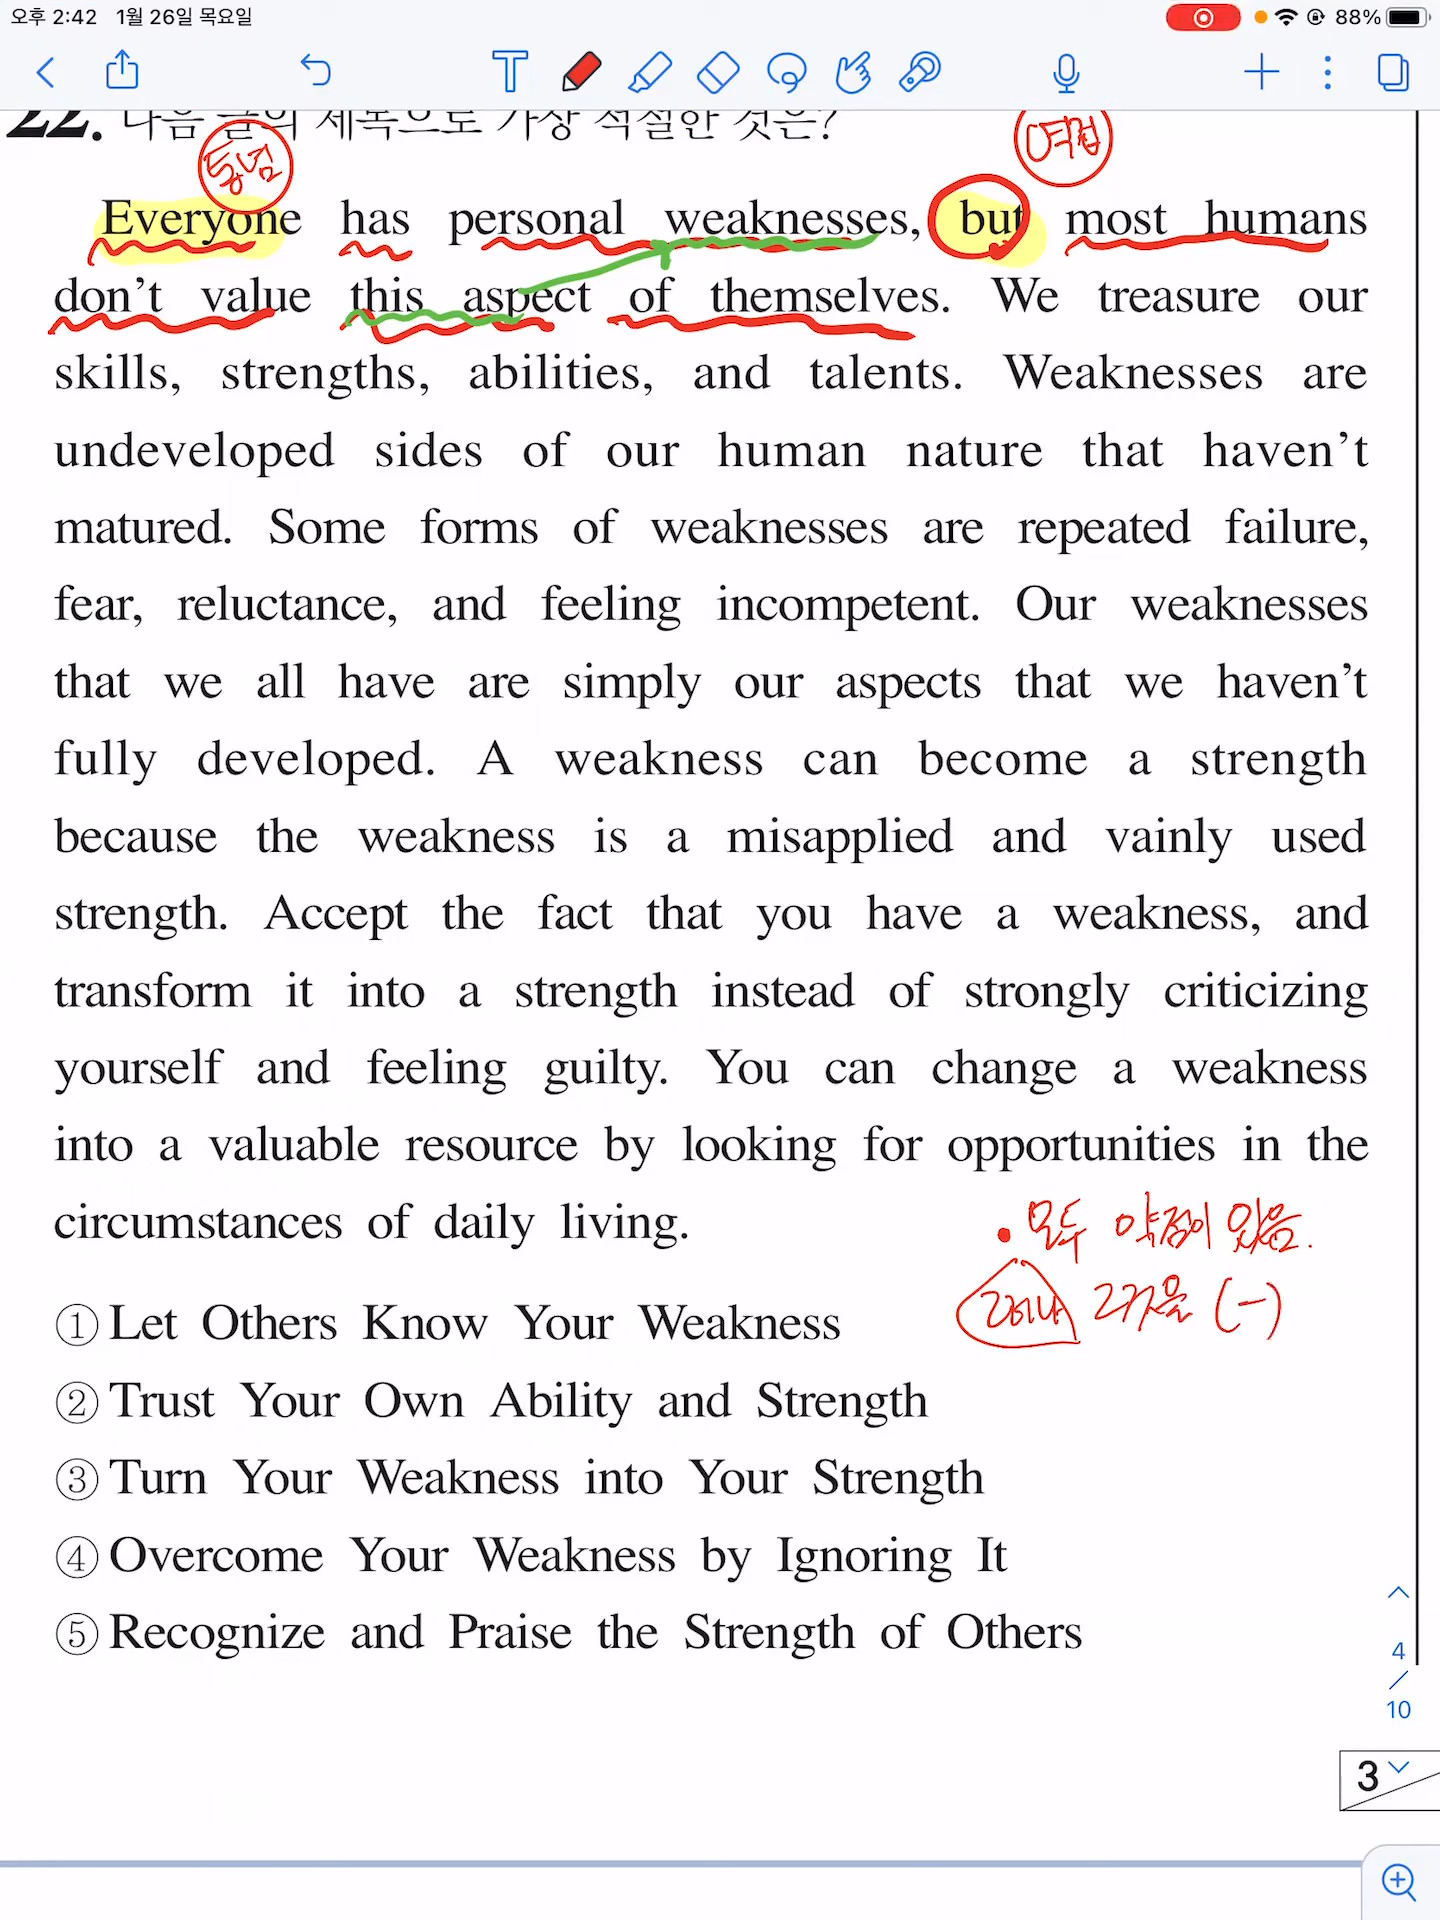 오후 2:42 1월 26일 목요일
88%
22. 다음 글의 제목으로 가장 적절한 것은?
통념
역접
Everyone has personal weaknesses, but most humans
don't value this aspect of themselves. We treasure our
skills, strengths, abilities, and talents. Weaknesses are
undeveloped sides of our human nature that haven't
matured. Some forms of weaknesses are repeated failure,
fear, reluctance, and feeling incompetent. Our weaknesses
that we all have are simply our aspects that we haven't
fully developed. A weakness can become a strength
because the weakness is a misapplied and vainly used
strength. Accept the fact that you have a weakness, and
transform it into a strength instead of strongly criticizing
yourself and feeling guilty. You can change a weakness
into a valuable resource by looking for opportunities in the
circumstances of daily living.
• 모두 약점이 있음.
그러나 그것을 (-)
① Let Others Know Your Weakness
② Trust Your Own Ability and Strength
③ Turn Your Weakness into Your Strength
④ Overcome Your Weakness by Ignoring It
⑤ Recognize and Praise the Strength of Others
4
/
10
3